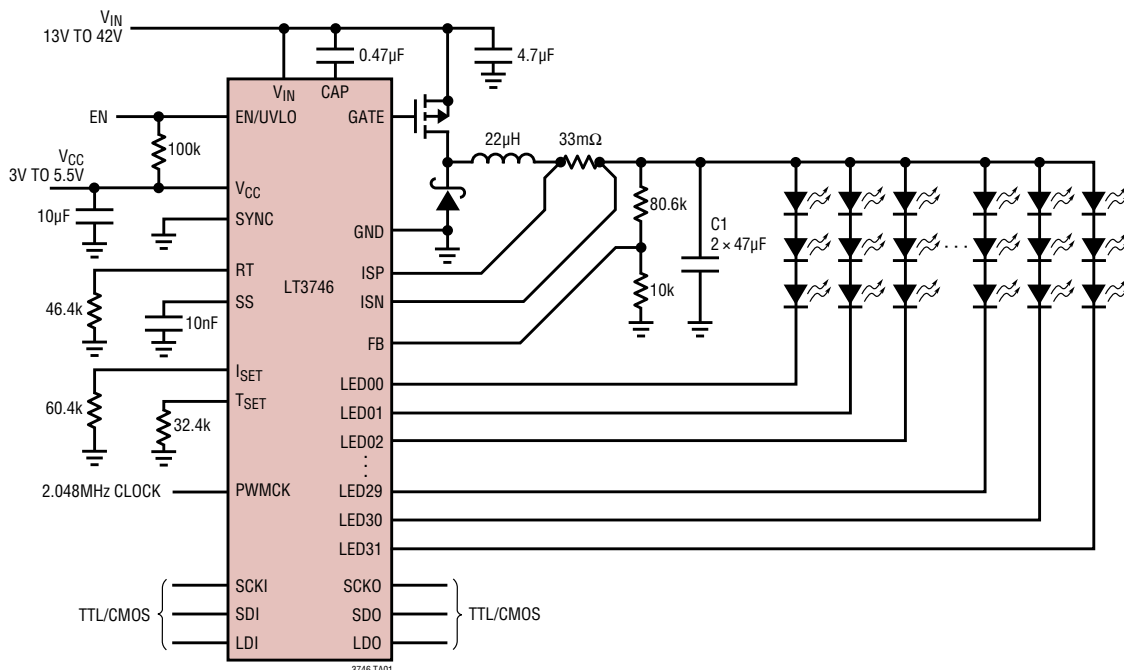 VIN
13V TO 42V
0.47µF
4.7µF
VIN CAP
EN
EN/UVLO
GATE
100k
22µH
33mΩ
VCC
3V TO 5.5V
VCC
10µF
SYNC
GND
80.6k
C1
2 × 47µF
RT
LT3746
ISP
46.4k
SS
10nF
ISN
10k
FB
ISET
LED00
60.4k
TSET
32.4k
LED01
LED02
2.048MHz CLOCK
PWMCK
LED29
LED30
LED31
TTL/CMOS
SCKI
SDI
LDI
SCKO
SDO
LDO
TTL/CMOS
3746 TA01